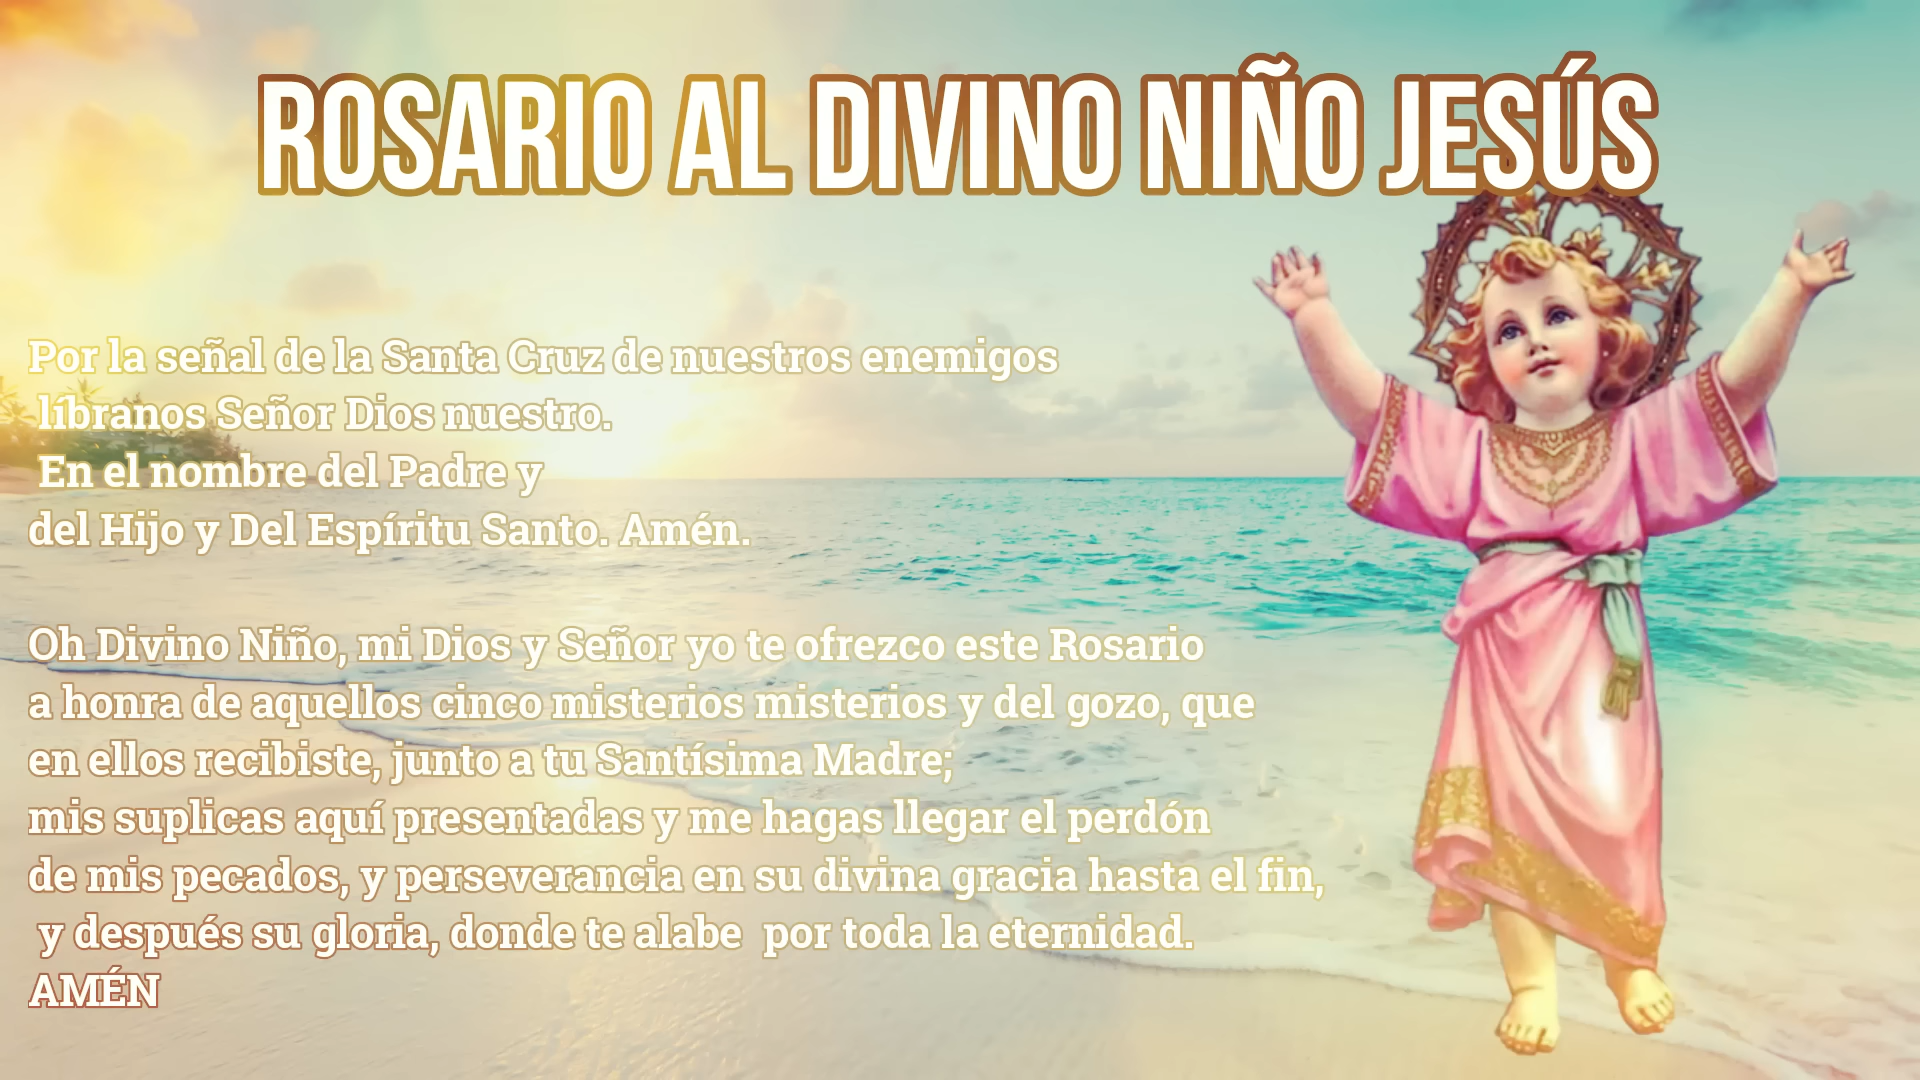 ROSARIO AL DIVINO NIÑO JESÚS
Por la señal de la Santa Cruz de nuestros enemigos
líbranos Señor Dios nuestro.
En el nombre del Padre y
del Hijo y Del Espíritu Santo. Amén.
Oh Divino Niño, mi Dios y Señor yo te ofrezco este Rosario
a honra de aquellos cinco misterios misterios y del gozo, que
en ellos recibiste, junto a tu Santísima Madre;
mis suplicas aquí presentadas y me hagas llegar el perdón
de mis pecados, y perseverancia en su divina gracia hasta el fin,
y después su gloria, donde te alabe  por toda la eternidad.
AMÉN